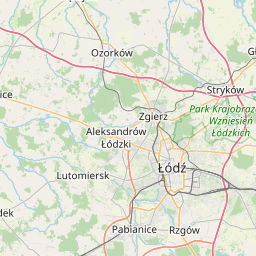 Ozorków
Stryków
Zgierz
Park Krajobraz
Wzniesień
Łódzkich
Aleksandrów
Łódzki
Łódź
Lutomiersk
Pabianice
Rzgów